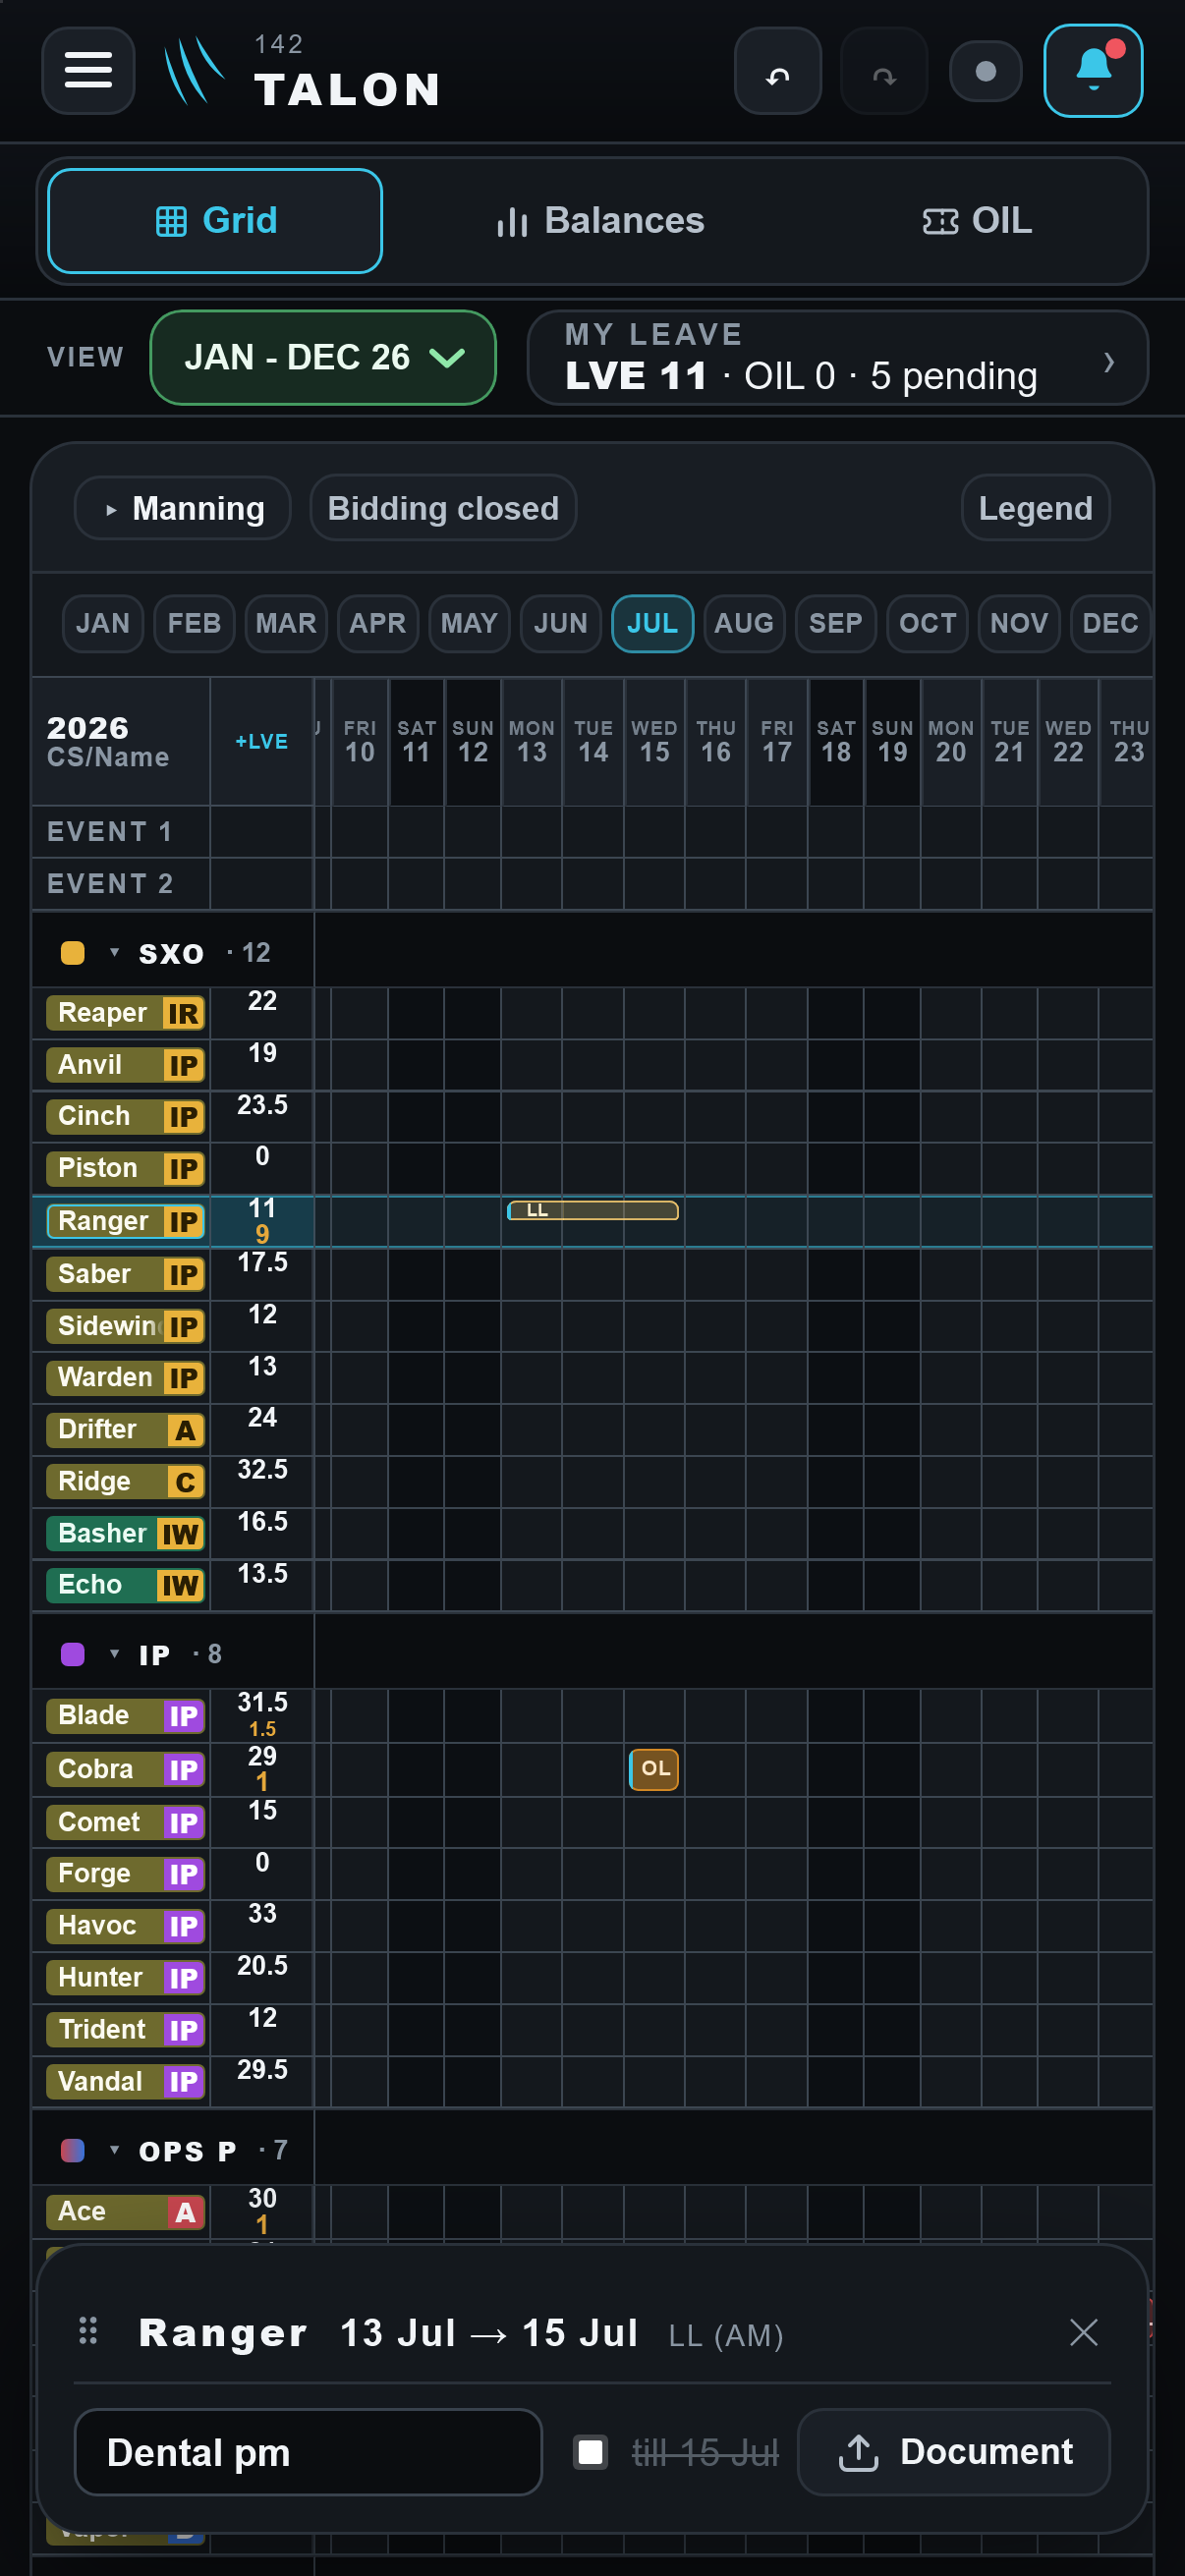 142
TALON
Grid
Balances
OIL
VIEW
JAN - DEC 26
MY LEAVE
LVE 11 · OIL 0 · 5 pending
Manning
Bidding closed
Legend
JAN FEB MAR APR MAY JUN JUL AUG SEP OCT NOV DEC
2026
CS/Name
+LVE
FRI 10
SAT 11
SUN 12
MON 13
TUE 14
WED 15
THU 16
FRI 17
SAT 18
SUN 19
MON 20
TUE 21
WED 22
THU 23
EVENT 1
EVENT 2
SXO · 12
Reaper IR 22
Anvil IP 19
Cinch IP 23.5
Piston IP 0
Ranger IP 11 9 LL
Saber IP 17.5
Sidewin IP 12
Warden IP 13
Drifter A 24
Ridge C 32.5
Basher IW 16.5
Echo IW 13.5
IP · 8
Blade IP 31.5 1.5
Cobra IP 29 1 OL
Comet IP 15
Forge IP 0
Havoc IP 33
Hunter IP 20.5
Trident IP 12
Vandal IP 29.5
OPS P · 7
Ace A 30 1
Ranger 13 Jul → 15 Jul LL (AM)
Dental pm
till 15 Jul
Document